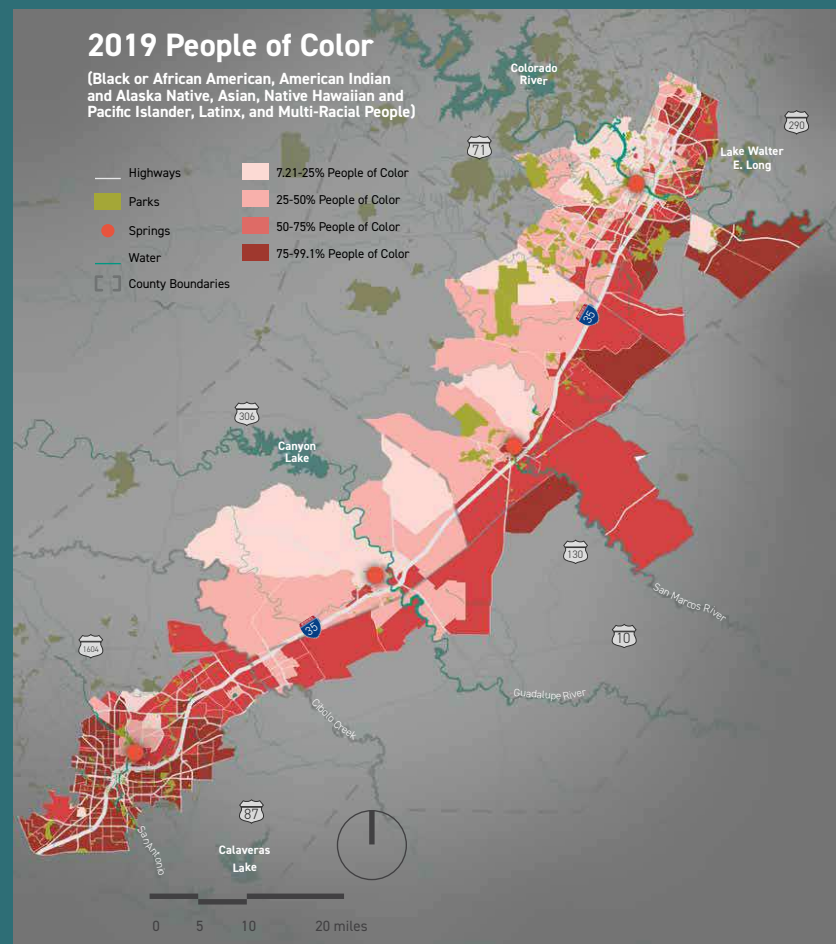 2019 People of Color
(Black or African American, American Indian
and Alaska Native, Asian, Native Hawaiian and
Pacific Islander, Latinx, and Multi-Racial People)
Highways
Parks
Springs
Water
County Boundaries
7.21-25% People of Color
25-50% People of Color
50-75% People of Color
75-99.1% People of Color
Colorado
River
71
290
Lake Walter
E. Long
35
306
Canyon
Lake
130
San Marcos River
10
35
1604
Guadalupe River
Cibolo Creek
87
San Antonio
Calaveras
Lake
0 5 10 20 miles